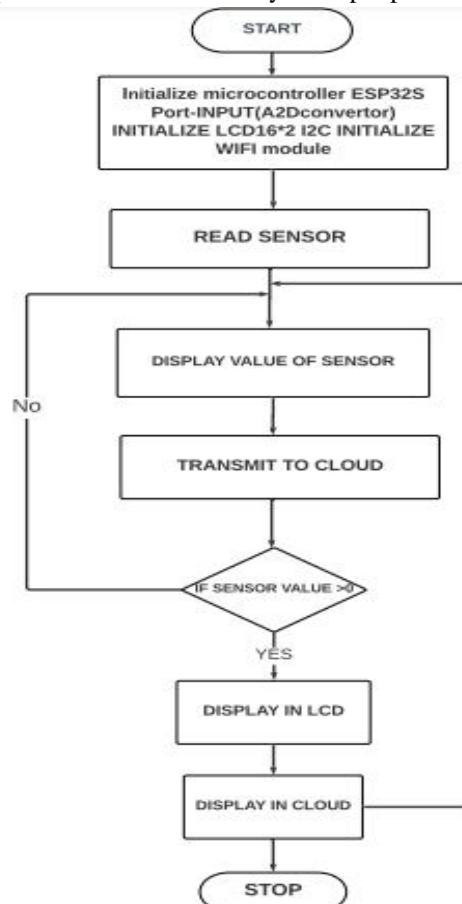 START
Initialize microcontroller ESP32S
Port-INPUT(A2Dconvertor)
INITIALIZE LCD16*2 I2C INITIALIZE
WIFI module
READ SENSOR
DISPLAY VALUE OF SENSOR
No
TRANSMIT TO CLOUD
IF SENSOR VALUE >0
YES
DISPLAY IN LCD
DISPLAY IN CLOUD
STOP